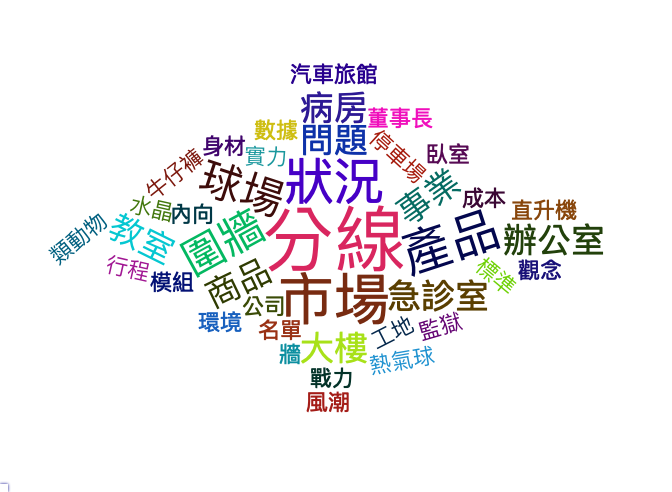 汽車旅館
病房
董事長
數據
問題
停車場
身材
實力
臥室
牛仔褲
球場
狀況
事業
成本
水晶
內向
直升機
類動物
教室
圍牆
分線
產品
辦公室
行程
模組
商品
市場
急診室
標準
觀念
公司
環境
名單
工地
監獄
牆
大樓
熱氣球
戰力
風潮